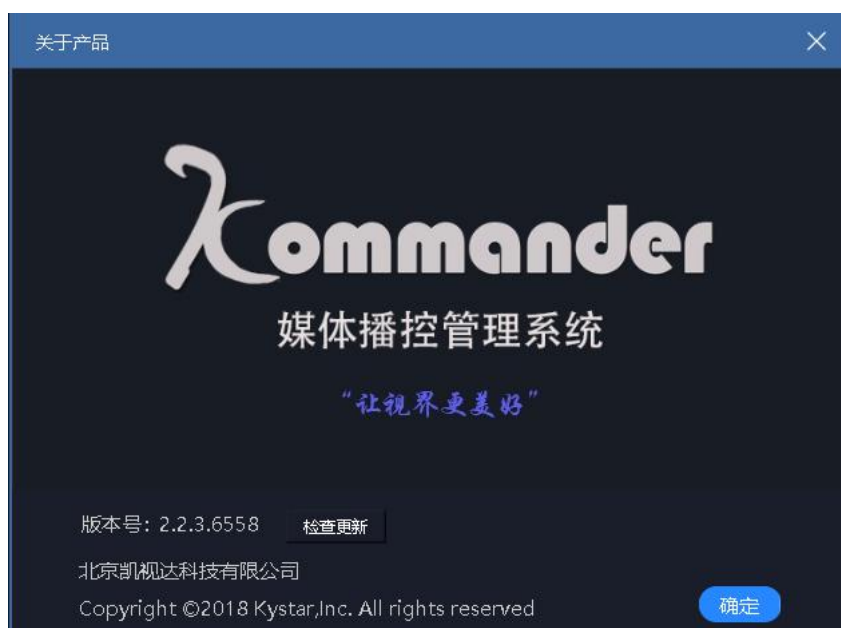 关于产品
Kommander
媒体播控管理系统
“让视界更美好”
版本号: 2.2.3.6558 检查更新
北京凯视达科技有限公司
Copyright ©2018 Kystar,Inc. All rights reserved
确定